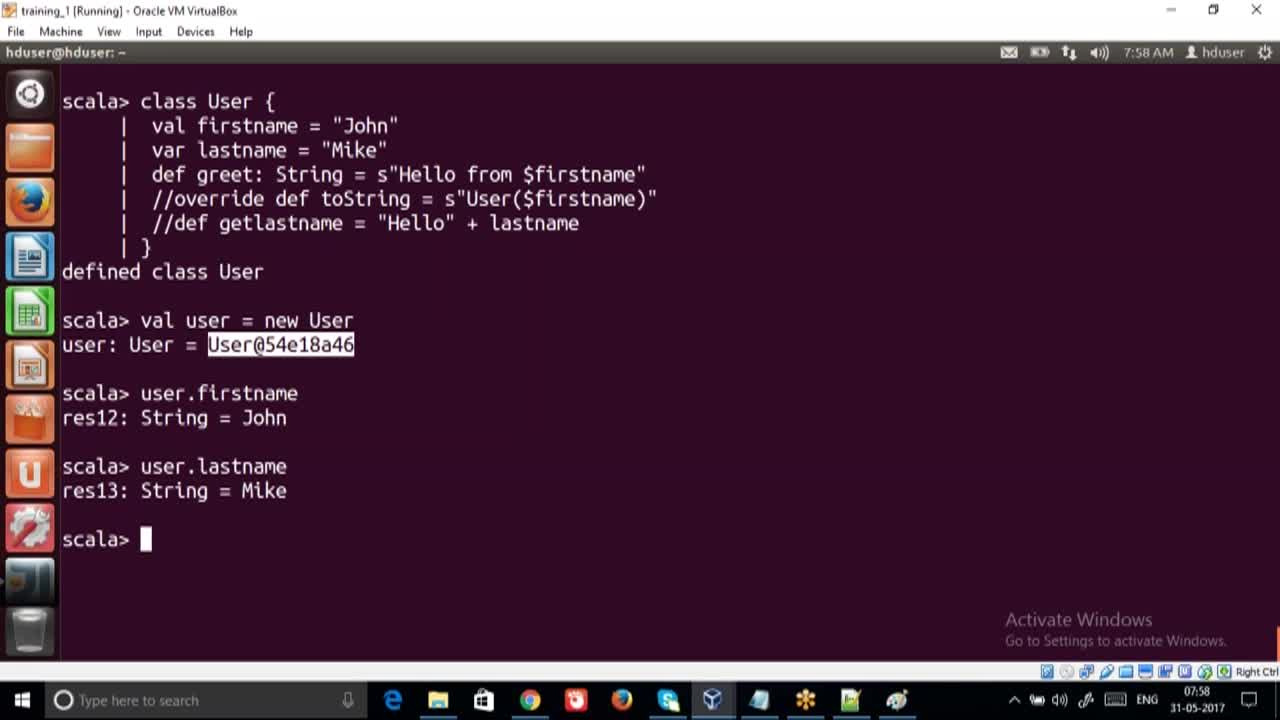 training_1 [Running] - Oracle VM VirtualBox
File Machine View Input Devices Help
hduser@hduser: ~
7:58 AM hduser
scala> class User {
| val firstname = "John"
| var lastname = "Mike"
| def greet: String = s"Hello from $firstname"
| //override def toString = s"User($firstname)"
| //def getlastname = "Hello" + lastname
| }
defined class User
scala> val user = new User
user: User = User@54e18a46
scala> user.firstname
res12: String = John
scala> user.lastname
res13: String = Mike
scala>
Activate Windows
Go to Settings to activate Windows.
Right Ctrl
Type here to search
ENG
07:58
31-05-2017